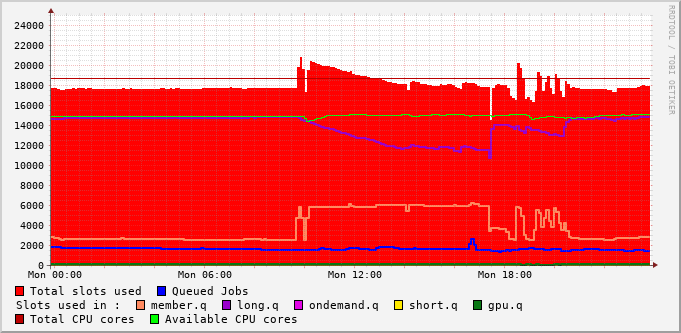 24000
22000
20000
18000
16000
14000
12000
10000
8000
6000
4000
2000
0
Mon 00:00 Mon 06:00 Mon 12:00 Mon 18:00
RRDTOOL / TOBI OETIKER
Total slots used Queued Jobs
Slots used in : member.q long.q ondemand.q short.q gpu.q
Total CPU cores Available CPU cores